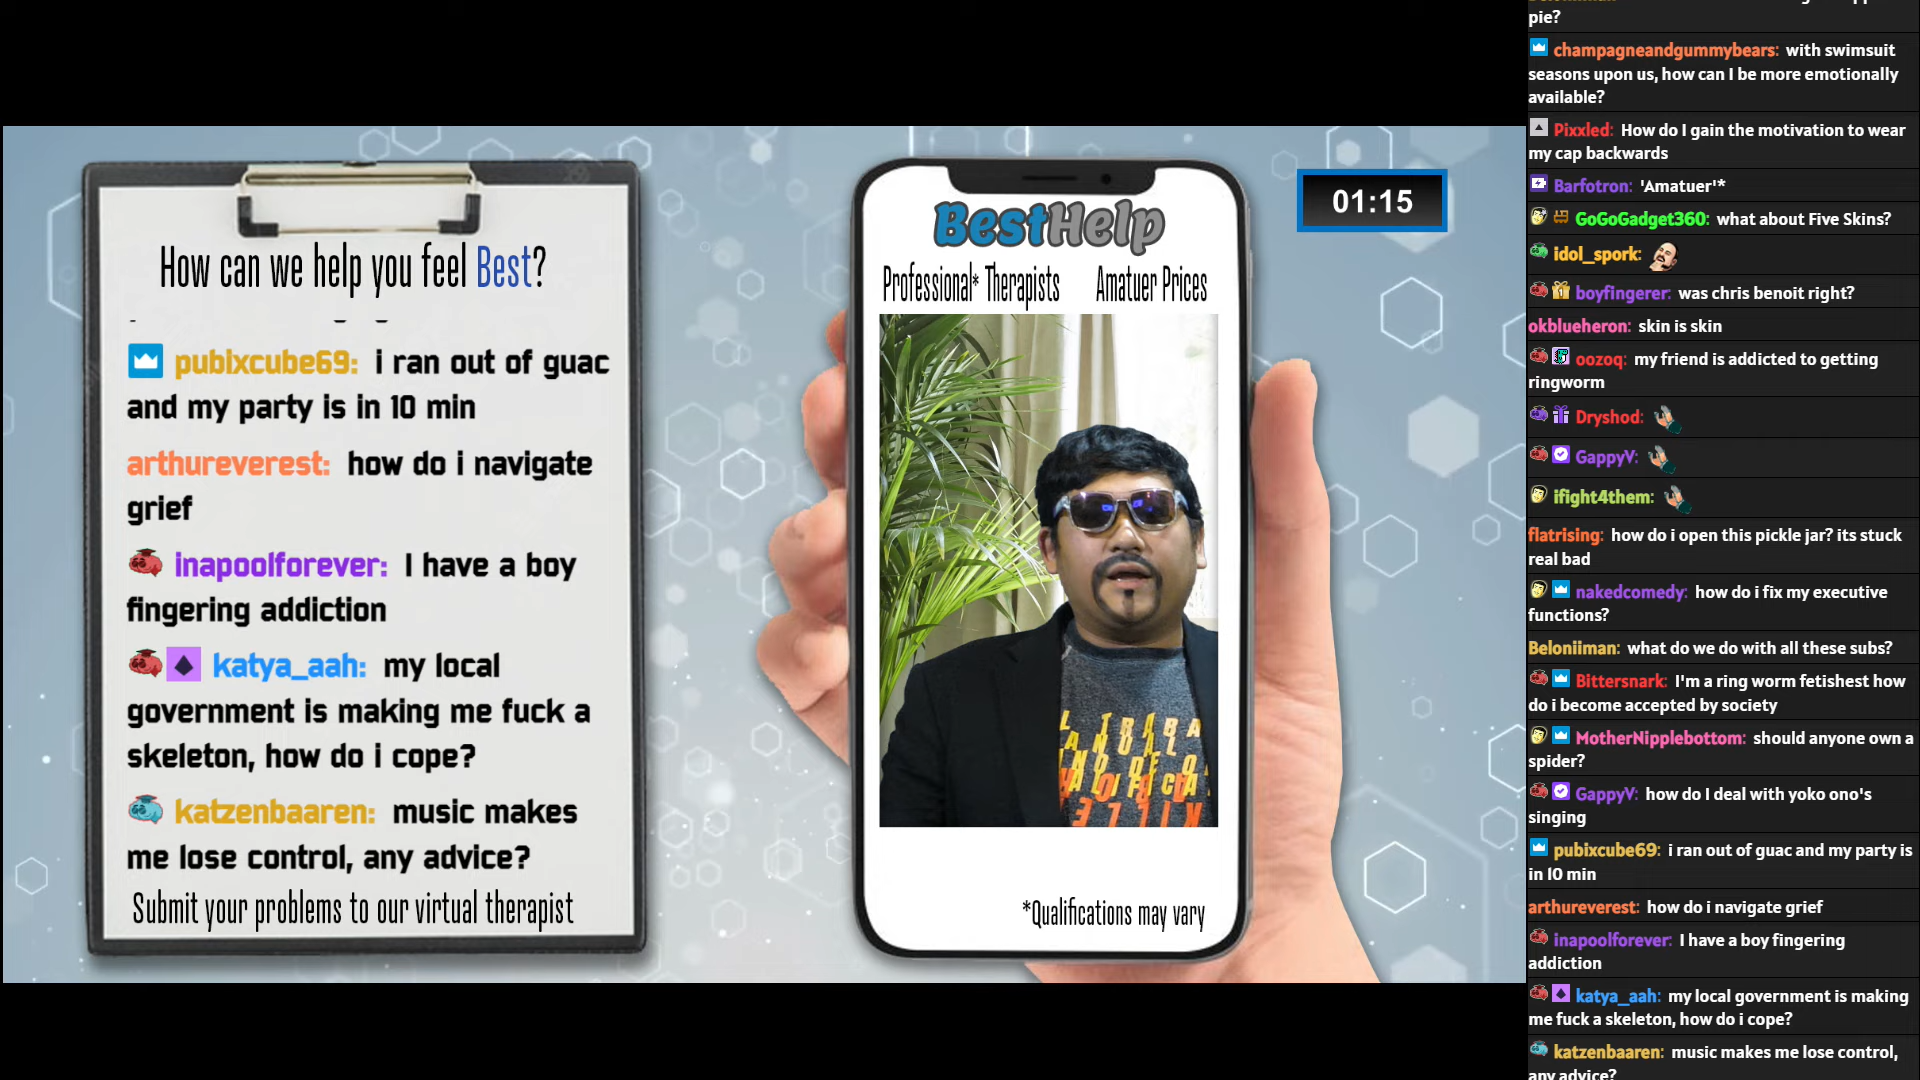 How can we help you feel Best?
pubixcube69: i ran out of guac
and my party is in 10 min
arthureverest: how do i navigate
grief
inapoolforever: I have a boy
fingering addiction
katya_aah: my local
government is making me fuck a
skeleton, how do i cope?
katzenbaaren: music makes
me lose control, any advice?
Submit your problems to our virtual therapist
BestHelp
Professional* Therapists
Amatuer Prices
*Qualifications may vary
01:15
pie?
champagneandgummybears: with swimsuit
seasons upon us, how can I be more emotionally
available?
Pixxled: How do I gain the motivation to wear
my cap backwards
Barfotron: 'Amatuer'*
GoGoGadget360: what about Five Skins?
idol_spork:
boyfingerer: was chris benoit right?
okblueheron: skin is skin
oozoq: my friend is addicted to getting
ringworm
Dryshod:
GappyV:
ifight4them:
flatrising: how do i open this pickle jar? its stuck
real bad
nakedcomedy: how do i fix my executive
functions?
Beloniiman: what do we do with all these subs?
Bittersnark: I'm a ring worm fetishest how
do i become accepted by society
MotherNipplebottom: should anyone own a
spider?
GappyV: how do I deal with yoko ono's
singing
pubixcube69: i ran out of guac and my party is
in 10 min
arthureverest: how do i navigate grief
inapoolforever: I have a boy fingering
addiction
katya_aah: my local government is making
me fuck a skeleton, how do i cope?
katzenbaaren: music makes me lose control,
any advice?